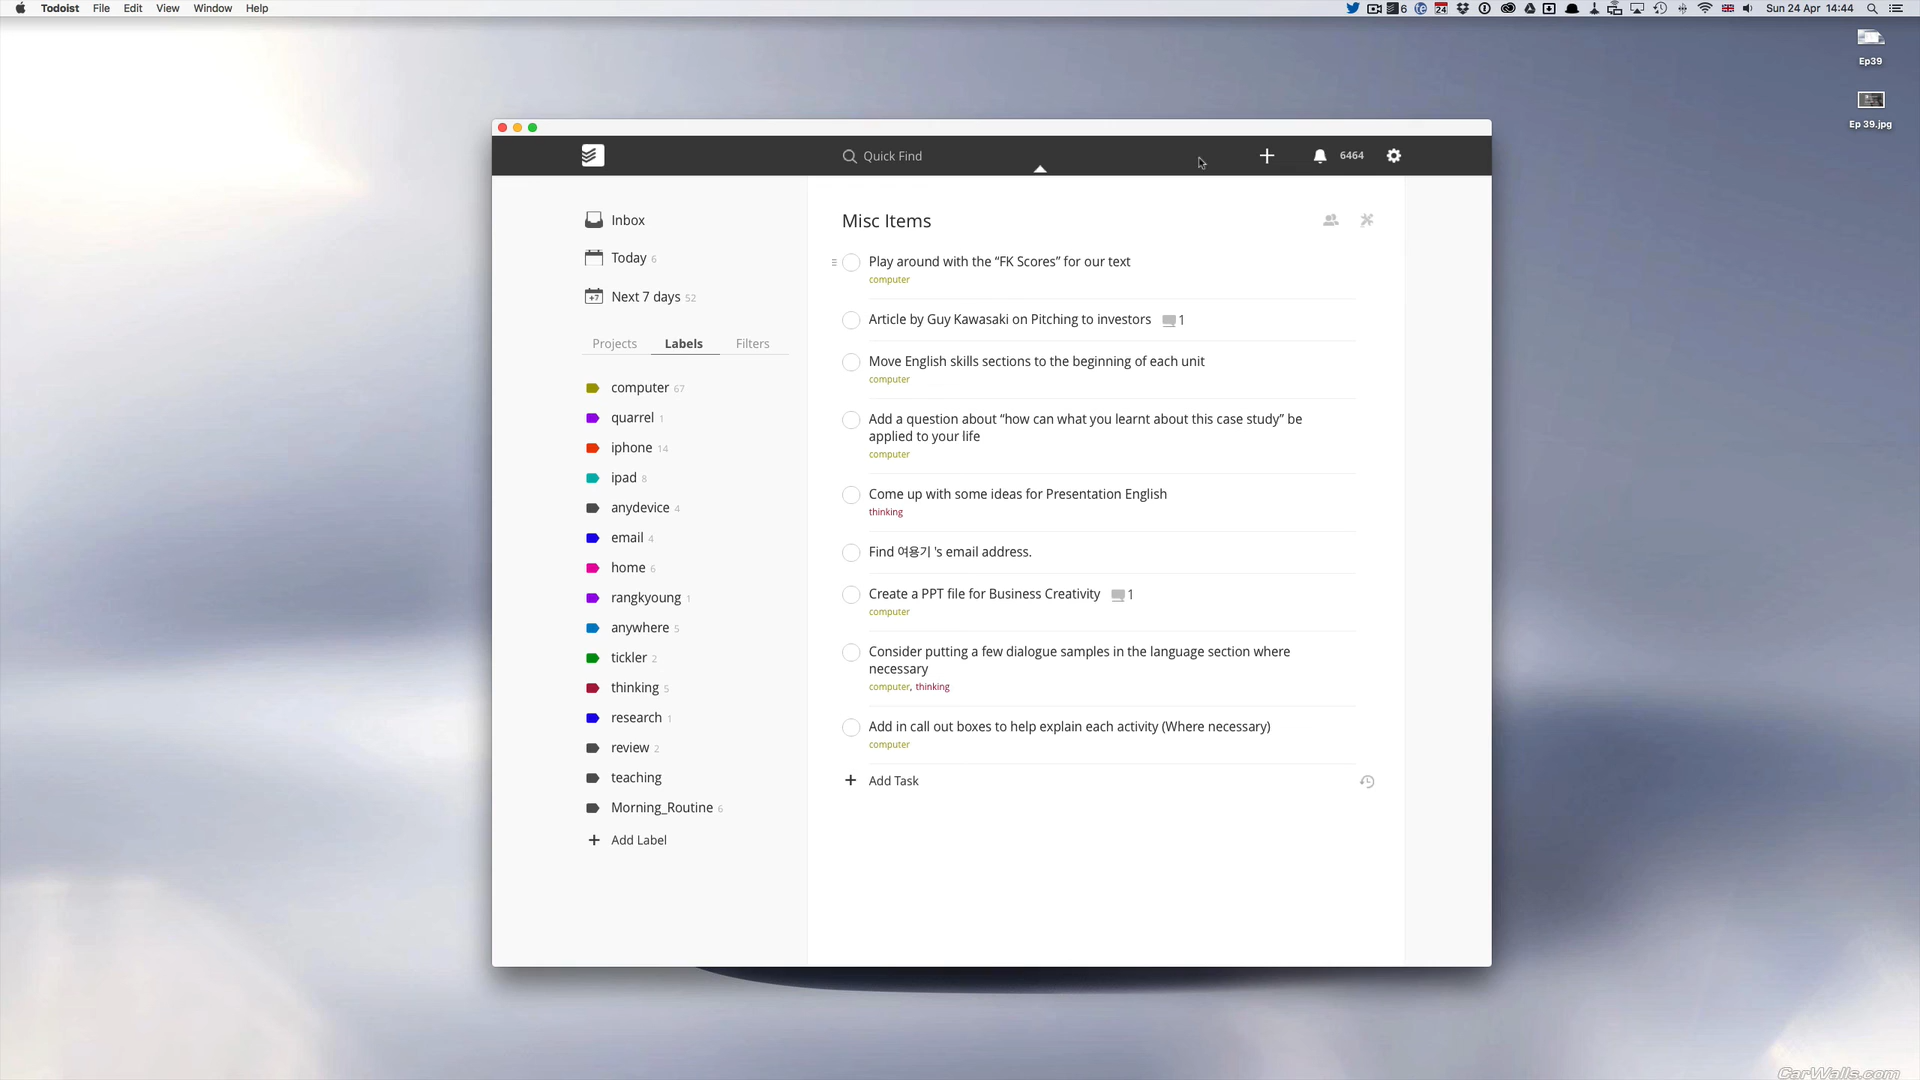 Todoist File Edit View Window Help
6
24
Sun 24 Apr 14:44
Ep39
Ep 39.jpg
Quick Find
6464
Inbox
Today 6
+7 Next 7 days 52
Projects Labels Filters
computer 67
quarrel 1
iphone 14
ipad 8
anydevice 4
email 4
home 6
rangkyoung 1
anywhere 5
tickler 2
thinking 5
research 1
review 2
teaching
Morning_Routine 6
Add Label
Misc Items
Play around with the “FK Scores” for our text
computer
Article by Guy Kawasaki on Pitching to investors 1
Move English skills sections to the beginning of each unit
computer
Add a question about “how can what you learnt about this case study” be
applied to your life
computer
Come up with some ideas for Presentation English
thinking
Find 여용기 's email address.
Create a PPT file for Business Creativity 1
computer
Consider putting a few dialogue samples in the language section where
necessary
computer, thinking
Add in call out boxes to help explain each activity (Where necessary)
computer
Add Task
CarWalls.com